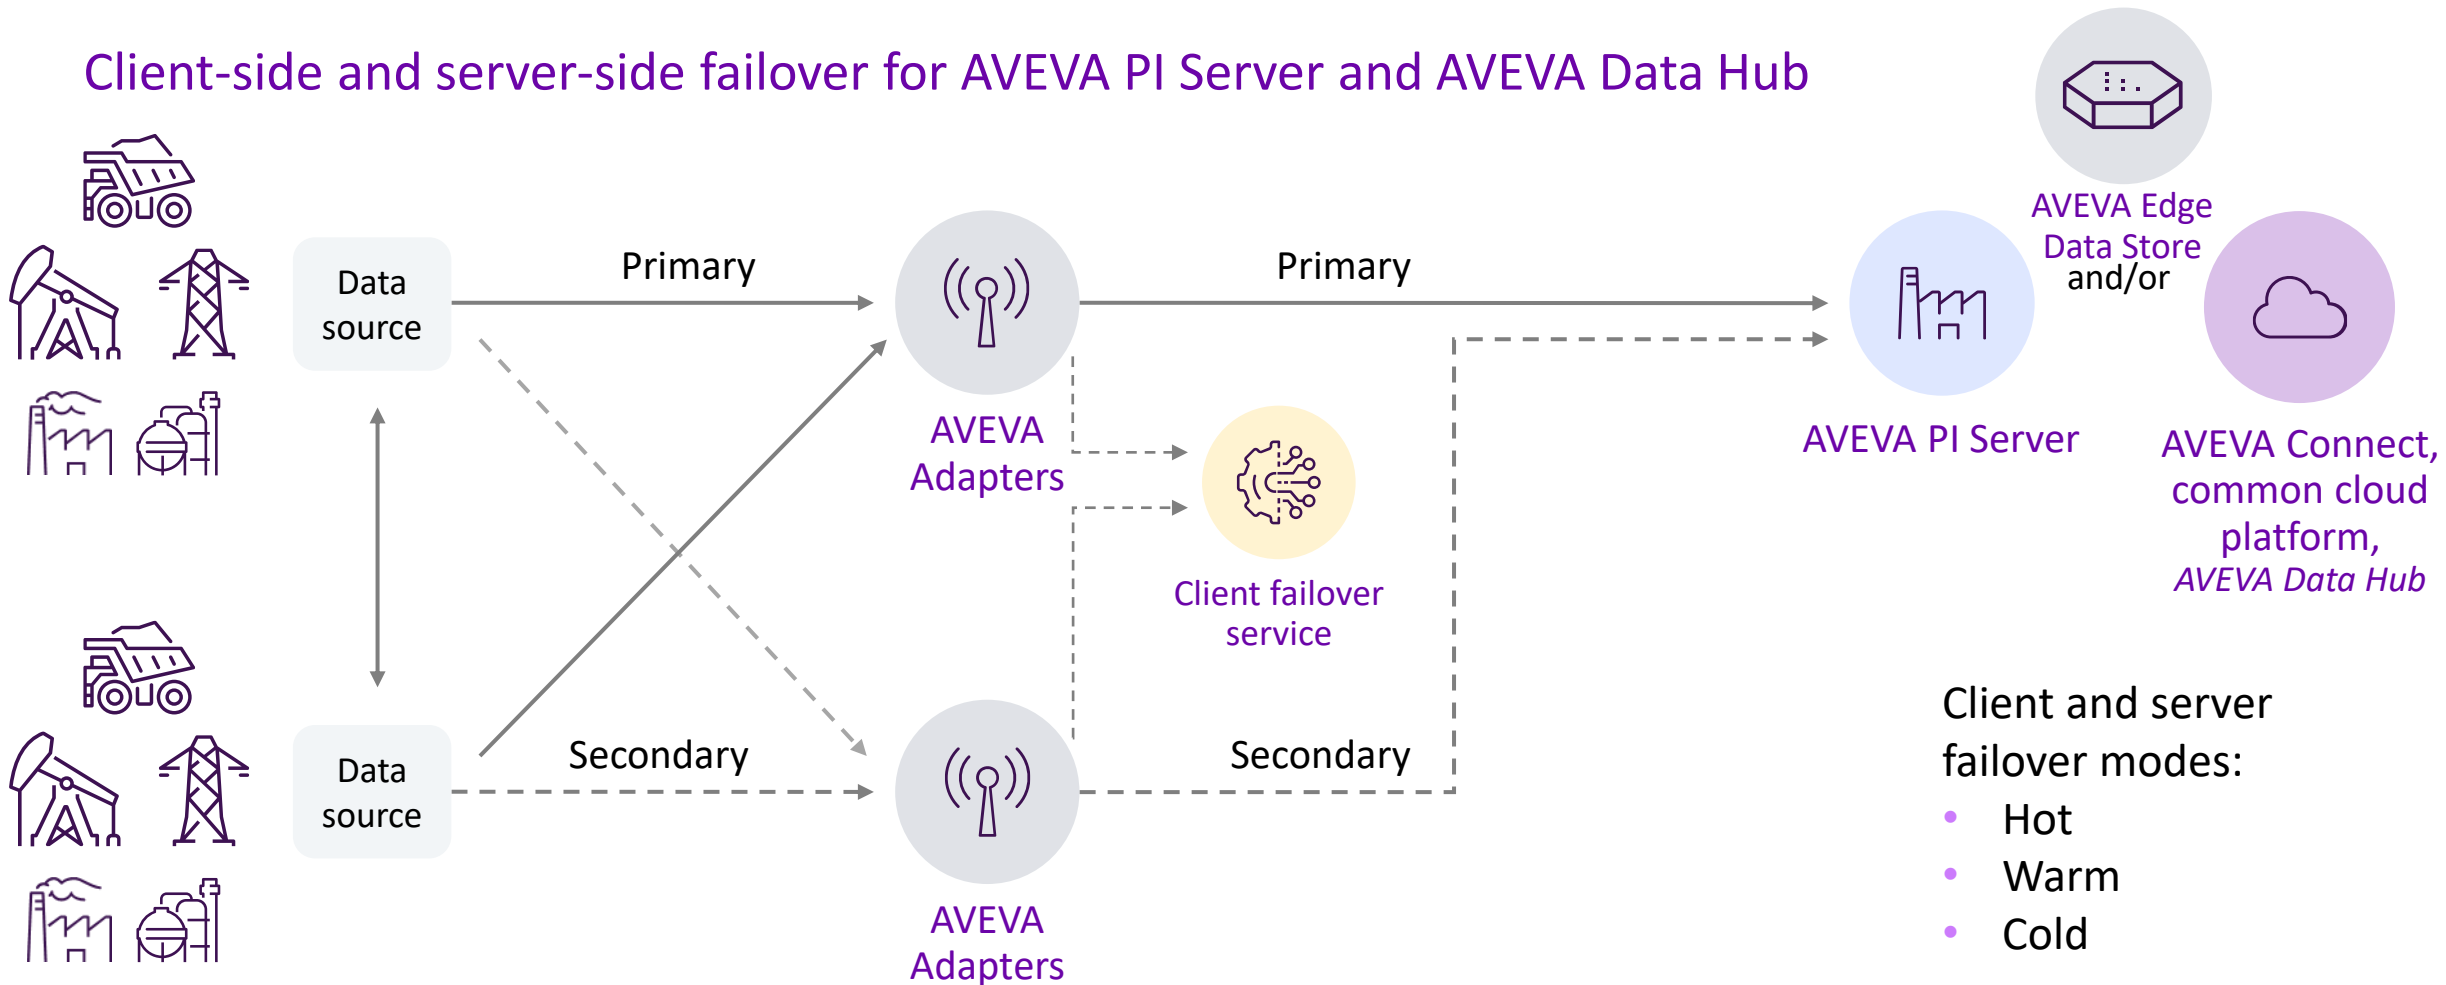 Client-side and server-side failover for AVEVA PI Server and AVEVA Data Hub
Data
source
Primary
AVEVA
Adapters
Primary
AVEVA PI Server
AVEVA Edge
Data Store
and/or
AVEVA Connect,
common cloud
platform,
AVEVA Data Hub
Client failover
service
Data
source
Secondary
AVEVA
Adapters
Secondary
Client and server
failover modes:
• Hot
• Warm
• Cold